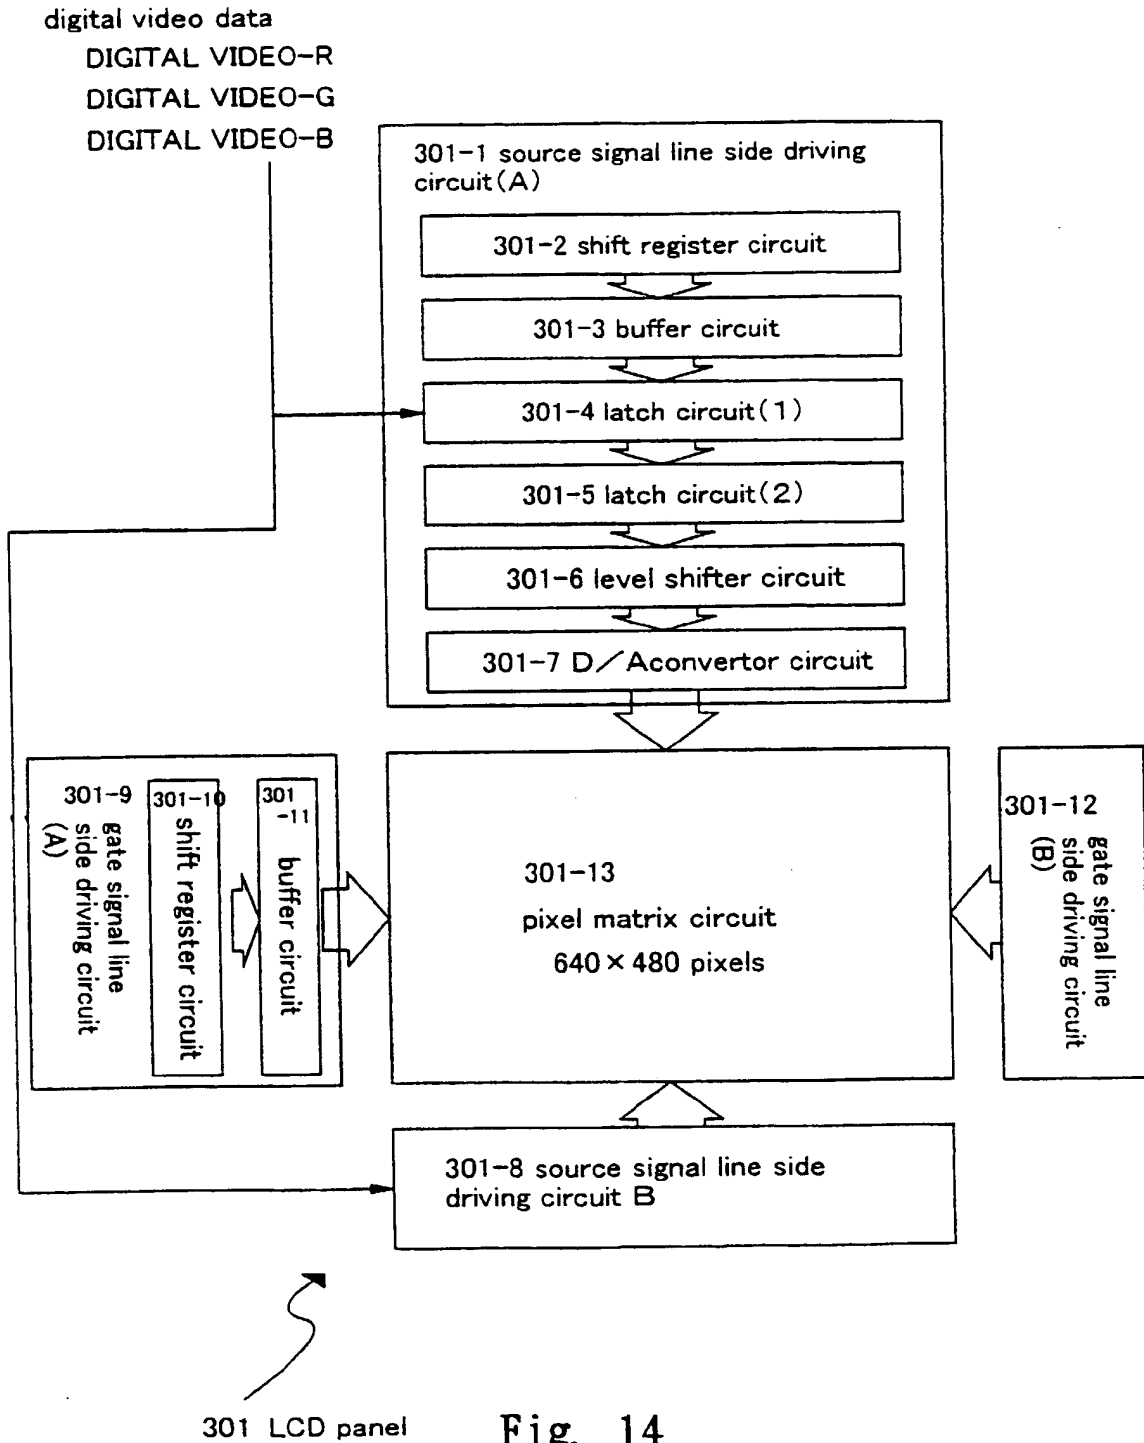 digital video data
DIGITAL VIDEO-R
DIGITAL VIDEO-G
DIGITAL VIDEO-B
301-1 source signal line side driving
circuit(A)
301-2 shift register circuit
301-3 buffer circuit
301-4 latch circuit(1)
301-5 latch circuit(2)
301-6 level shifter circuit
301-7 D/Aconvertor circuit
301-9
gate signal line
side driving circuit
(A)
301-10
shift register circuit
301
-11
buffer circuit
301-13
pixel matrix circuit
640×480 pixels
301-12
gate signal line
side driving circuit
(B)
301-8 source signal line side
driving circuit B
301 LCD panel
Fig. 14